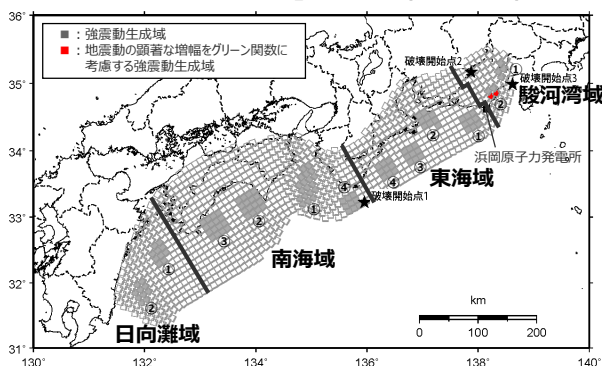 36°
■ : 強震動生成域
■ : 地震動の顕著な増幅をグリーン関数に
考慮する強震動生成域
破壊開始点2
①
破壊開始点3
35°
駿河湾域
②
②
①
浜岡原子力発電所
34°
③
④
④
東海域
破壊開始点1
33°
②
①
③
南海域
①
32°
km
②
日向灘域
0 100 200
31°
130° 132° 134° 136° 138° 140°